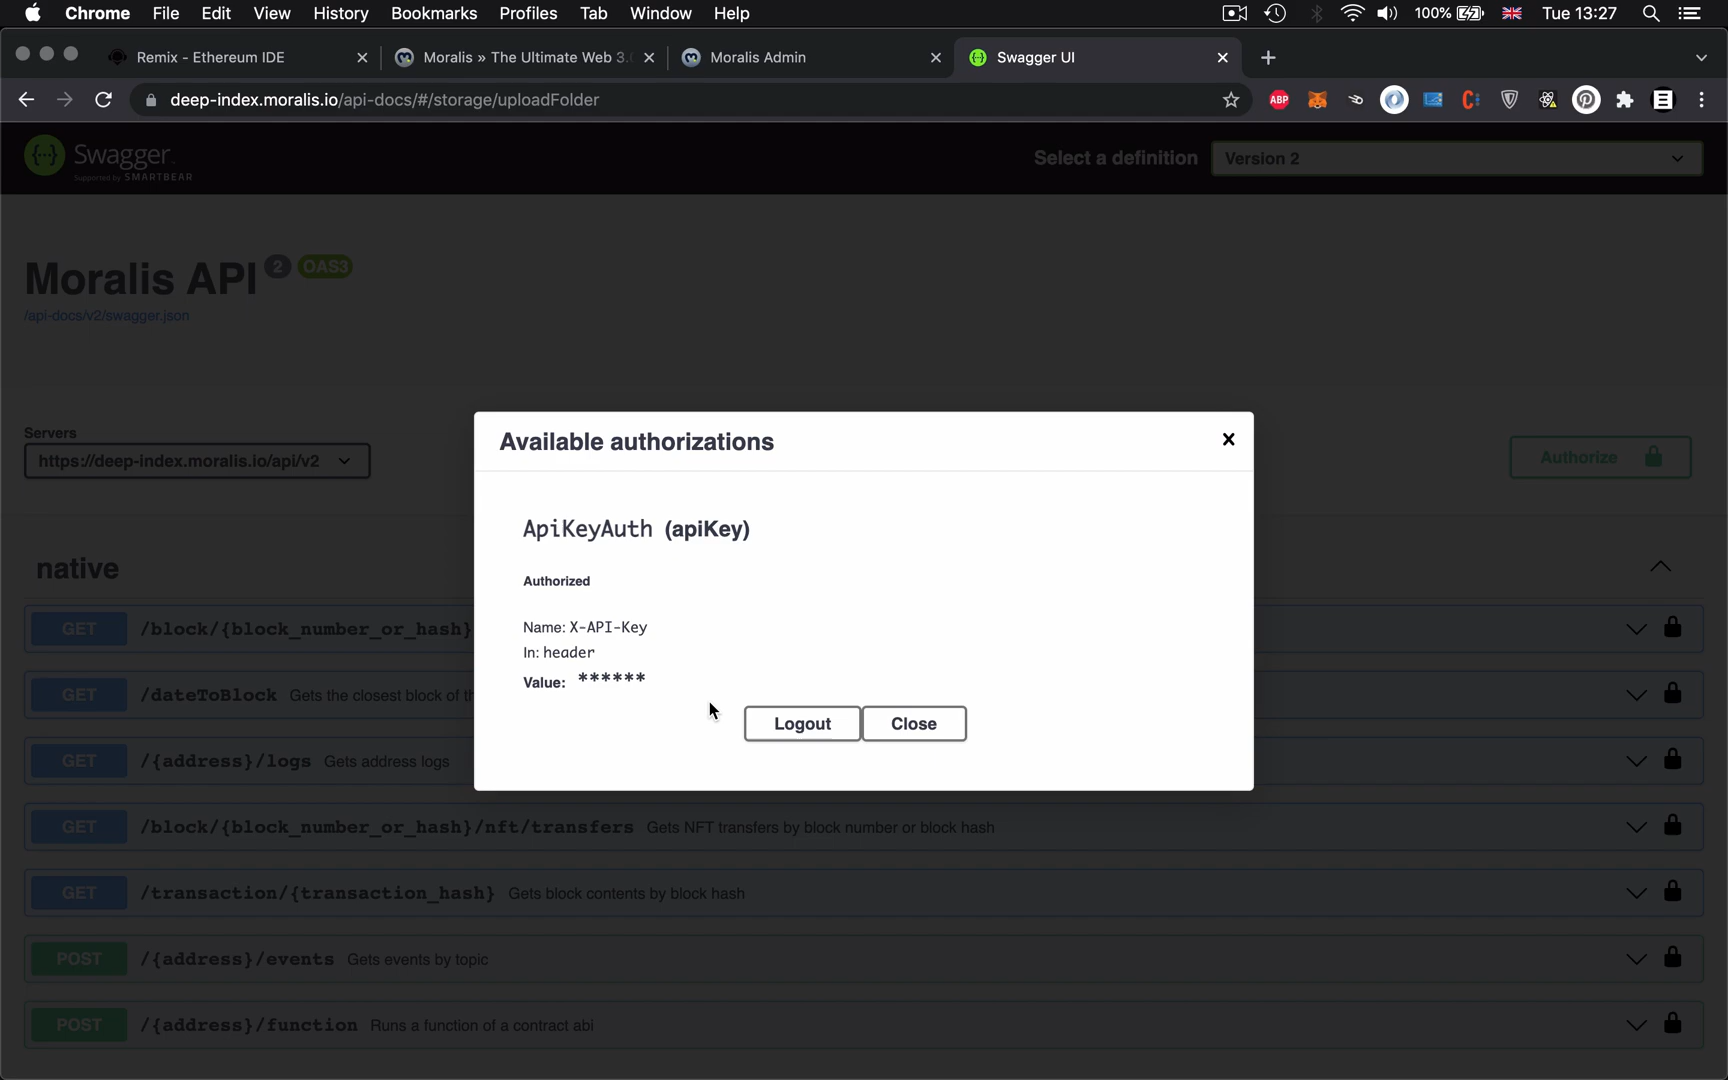 Chrome File Edit View History Bookmarks Profiles Tab Window Help 100% Tue 13:27
Remix - Ethereum IDE
Moralis » The Ultimate Web 3.
Moralis Admin
Swagger UI
deep-index.moralis.io/api-docs/#/storage/uploadFolder
ABP
Swagger
Supported by SMARTBEAR
Select a definition
Version 2
Moralis API 2 OAS3
/api-docs/v2/swagger.json
Servers
https://deep-index.moralis.io/api/v2
Authorize
Available authorizations
ApiKeyAuth (apiKey)
Authorized
Name: X-API-Key
In: header
Value: ******
Logout
Close
native
GET /block/{block_number_or_hash}
GET /dateToBlock Gets the closest block of th
GET /{address}/logs Gets address logs
GET /block/{block_number_or_hash}/nft/transfers Gets NFT transfers by block number or block hash
GET /transaction/{transaction_hash} Gets block contents by block hash
POST /{address}/events Gets events by topic
POST /{address}/function Runs a function of a contract abi